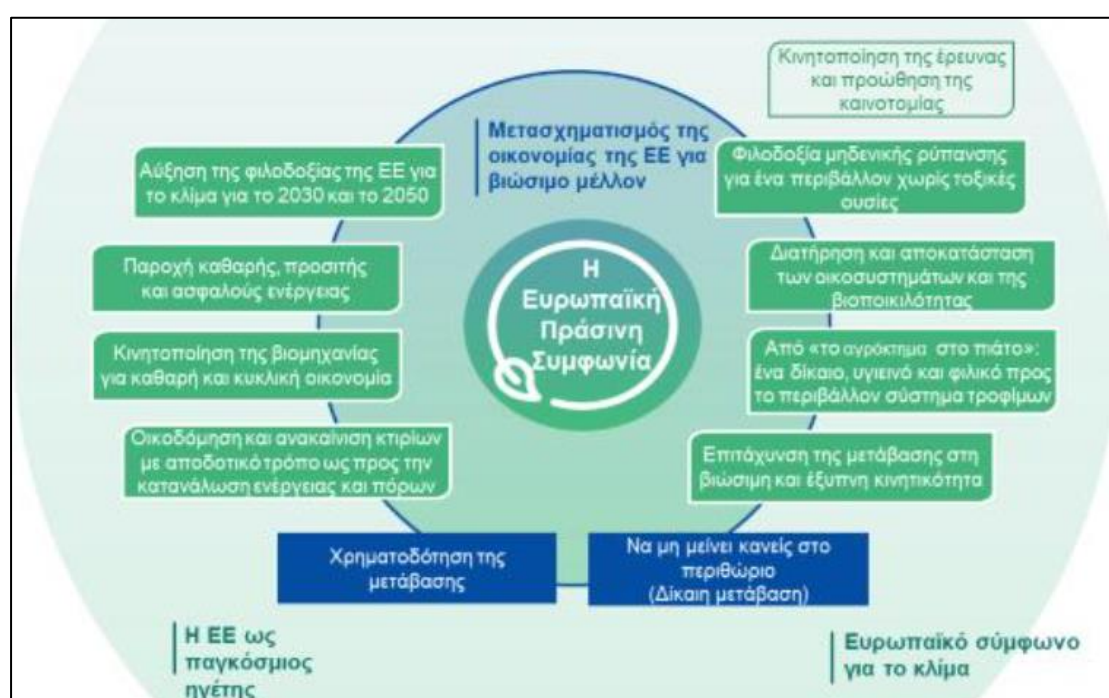 Κινητοποίηση της έρευνας
και προώθηση της
καινοτομίας
Μετασχηματισμός της
οικονομίας της ΕΕ για
βιώσιμο μέλλον
Αύξηση της φιλοδοξίας της ΕΕ για
το κλίμα για το 2030 και το 2050
Φιλοδοξία μηδενικής ρύπανσης
για ένα περιβάλλον χωρίς τοξικές
ουσίες
Παροχή καθαρής, προσιτής
και ασφαλούς ενέργειας
Η
Ευρωπαϊκή
Πράσινη
Συμφωνία
Διατήρηση και αποκατάσταση
των οικοσυστημάτων και της
βιοποικιλότητας
Κινητοποίηση της βιομηχανίας
για καθαρή και κυκλική οικονομία
Από «το αγρόκτημα στο πιάτο»:
ένα δίκαιο, υγιεινό και φιλικό προς
το περιβάλλον σύστημα τροφίμων
Οικοδόμηση και ανακαίνιση κτιρίων
με αποδοτικό τρόπο ως προς την
κατανάλωση ενέργειας και πόρων
Επιτάχυνση της μετάβασης στη
βιώσιμη και έξυπνη κινητικότητα
Χρηματοδότηση της
μετάβασης
Να μη μείνει κανείς στο
περιθώριο
(Δίκαιη μετάβαση)
Η ΕΕ ως
παγκόσμιος
ηγέτης
Ευρωπαϊκό σύμφωνο
για το κλίμα